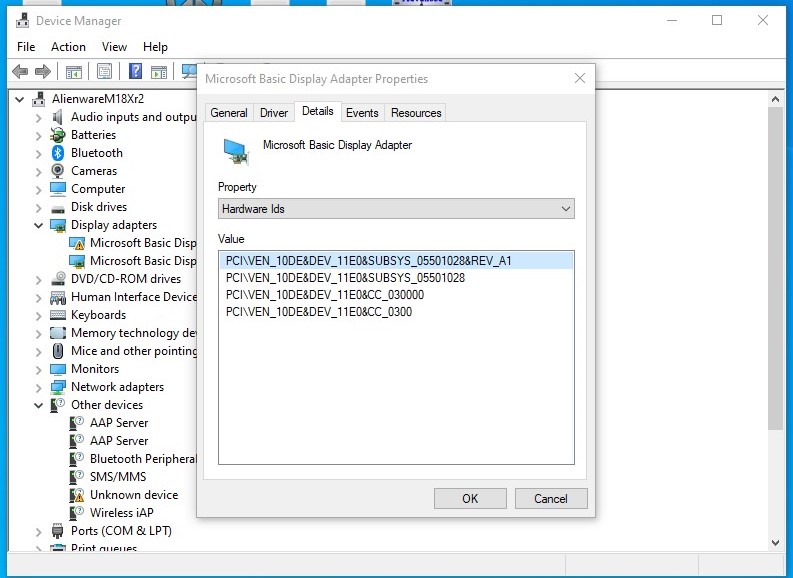 Device Manager
File Action View Help
Microsoft Basic Display Adapter Properties
AlienwareM18Xr2
Audio inputs and outpu
Batteries
Bluetooth
Cameras
Computer
Disk drives
Display adapters
Microsoft Basic Disp
Microsoft Basic Disp
DVD/CD-ROM drives
Human Interface Device
Keyboards
Memory technology dev
Mice and other pointing
Monitors
Network adapters
Other devices
AAP Server
AAP Server
Bluetooth Peripheral
SMS/MMS
Unknown device
Wireless iAP
Ports (COM & LPT)
Print queues
General Driver Details Events Resources
Microsoft Basic Display Adapter
Property
Hardware Ids
Value
PCI\VEN_10DE&DEV_11E0&SUBSYS_05501028&REV_A1
PCI\VEN_10DE&DEV_11E0&SUBSYS_05501028
PCI\VEN_10DE&DEV_11E0&CC_030000
PCI\VEN_10DE&DEV_11E0&CC_0300
OK Cancel